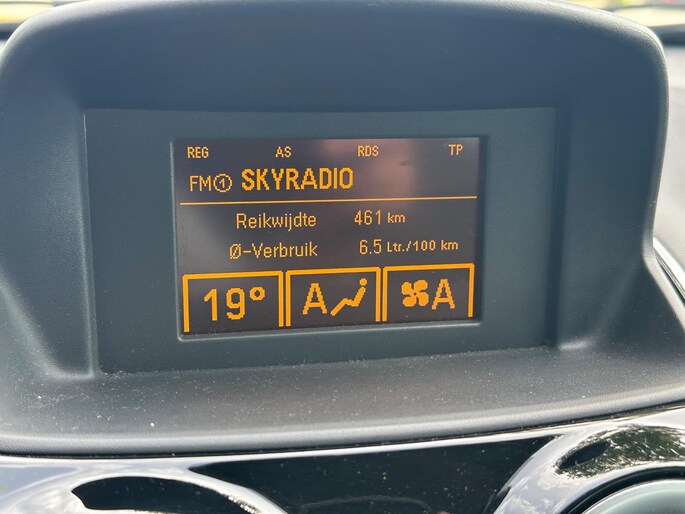 REG AS RDS TP
FM① SKYRADIO
Reikwijdte 461 km
Ø-Verbruik 6.5 Ltr./100 km
19° A A